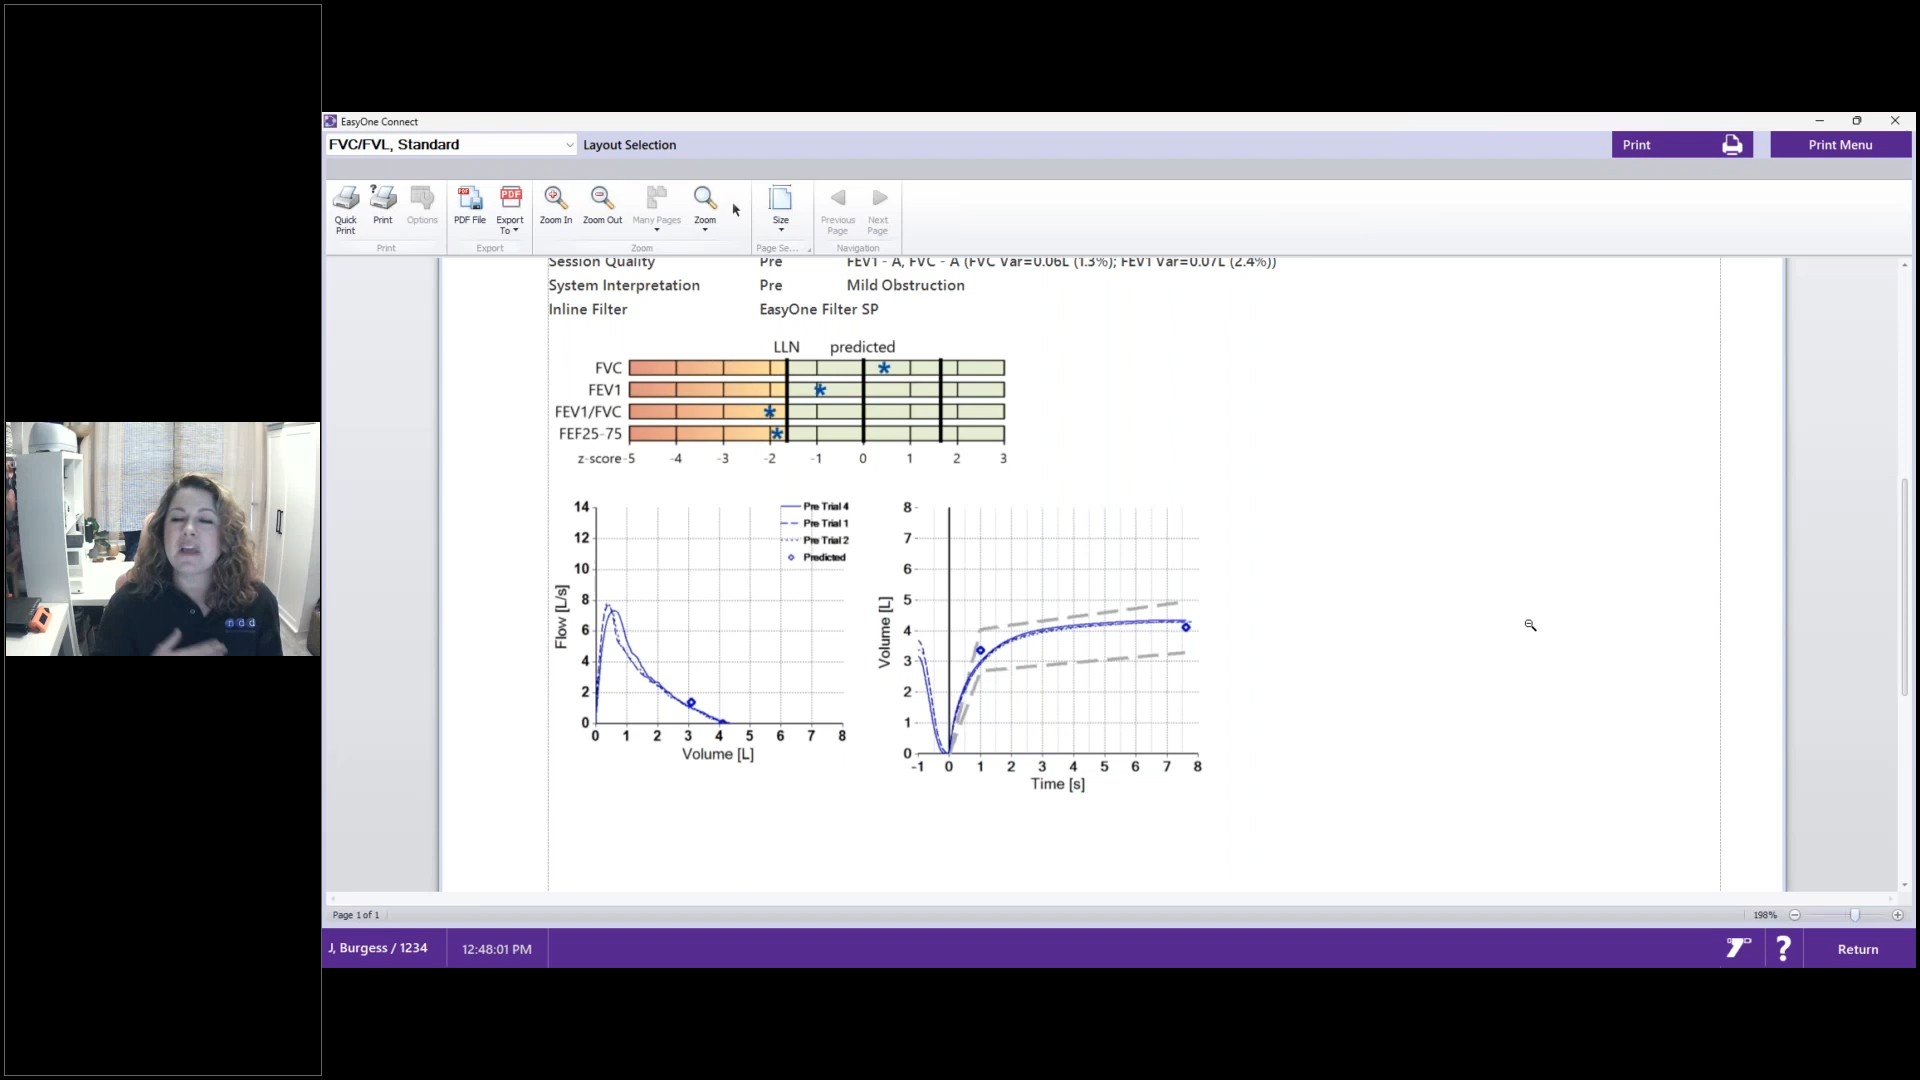 EasyOne Connect
FVC/FVL, Standard
Layout Selection
Print
Print Menu
Quick Print
Print
Options
PDF File
Export To
Zoom In
Zoom Out
Many Pages
Zoom
Size
Previous Page
Next Page
Print
Export
Zoom
Page Se...
Navigation
Session Quality Pre FEV1 - A, FVC - A (FVC Var=0.06L (1.3%); FEV1 Var=0.07L (2.4%))
System Interpretation Pre Mild Obstruction
Inline Filter EasyOne Filter SP
LLN predicted
FVC
FEV1
FEV1/FVC
FEF25-75
z-score -5 -4 -3 -2 -1 0 1 2 3
14
12
10
8
6
4
2
0
Flow [L/s]
0 1 2 3 4 5 6 7 8
Volume [L]
Pre Trial 4
Pre Trial 1
Pre Trial 2
Predicted
8
7
6
5
4
3
2
1
0
Volume [L]
-1 0 1 2 3 4 5 6 7 8
Time [s]
ndd
Page 1 of 1
198%
J, Burgess / 1234
12:48:01 PM
?
Return